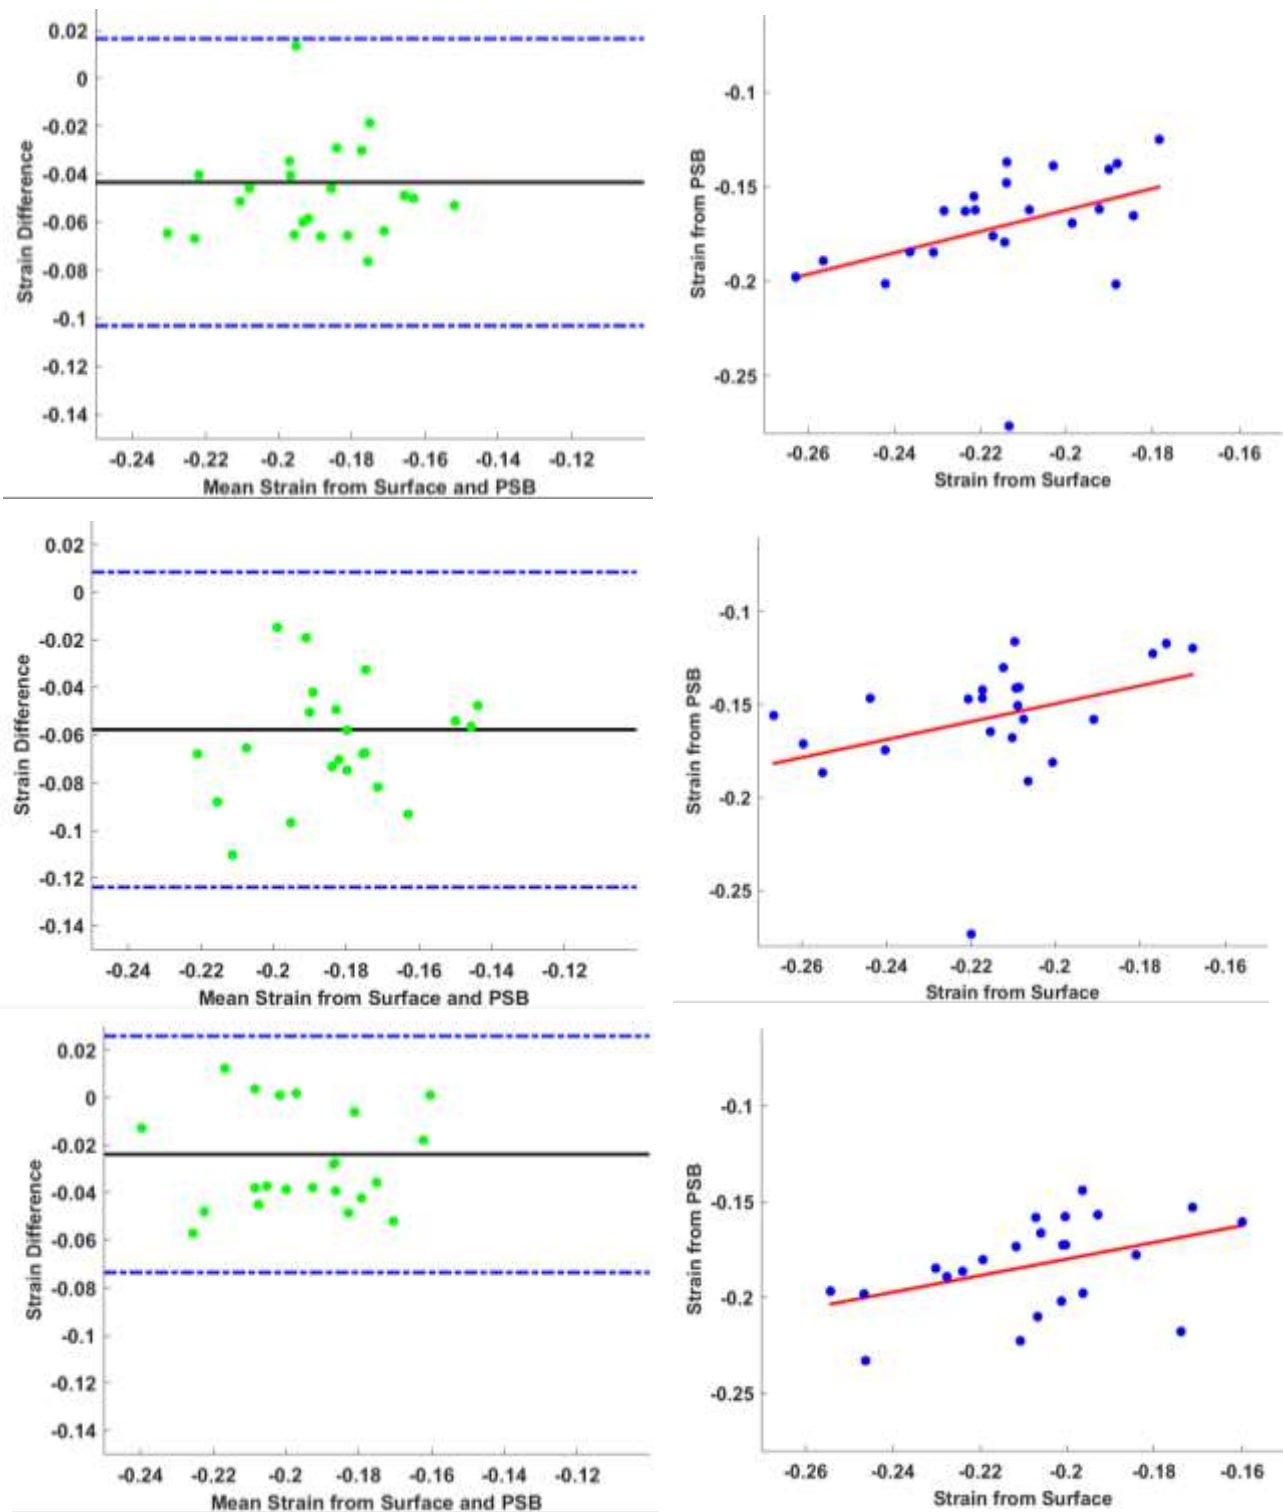 0.02
0
-0.02
-0.04
-0.06
-0.08
-0.1
-0.12
-0.14
Strain Difference
-0.24 -0.22 -0.2 -0.18 -0.16 -0.14 -0.12
Mean Strain from Surface and PSB
-0.1
-0.15
-0.2
-0.25
Strain from PSB
-0.26 -0.24 -0.22 -0.2 -0.18 -0.16
Strain from Surface
0.02
0
-0.02
-0.04
-0.06
-0.08
-0.1
-0.12
-0.14
Strain Difference
-0.24 -0.22 -0.2 -0.18 -0.16 -0.14 -0.12
Mean Strain from Surface and PSB
-0.1
-0.15
-0.2
-0.25
Strain from PSB
-0.26 -0.24 -0.22 -0.2 -0.18 -0.16
Strain from Surface
0.02
0
-0.02
-0.04
-0.06
-0.08
-0.1
-0.12
-0.14
Strain Difference
-0.24 -0.22 -0.2 -0.18 -0.16 -0.14 -0.12
Mean Strain from Surface and PSB
-0.1
-0.15
-0.2
-0.25
Strain from PSB
-0.26 -0.24 -0.22 -0.2 -0.18 -0.16
Strain from Surface